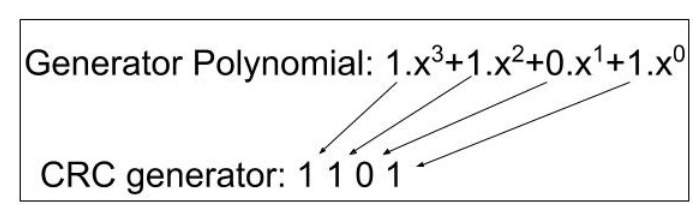 Generator Polynomial: 1.x³+1.x²+0.x¹+1.x⁰
CRC generator: 1 1 0 1